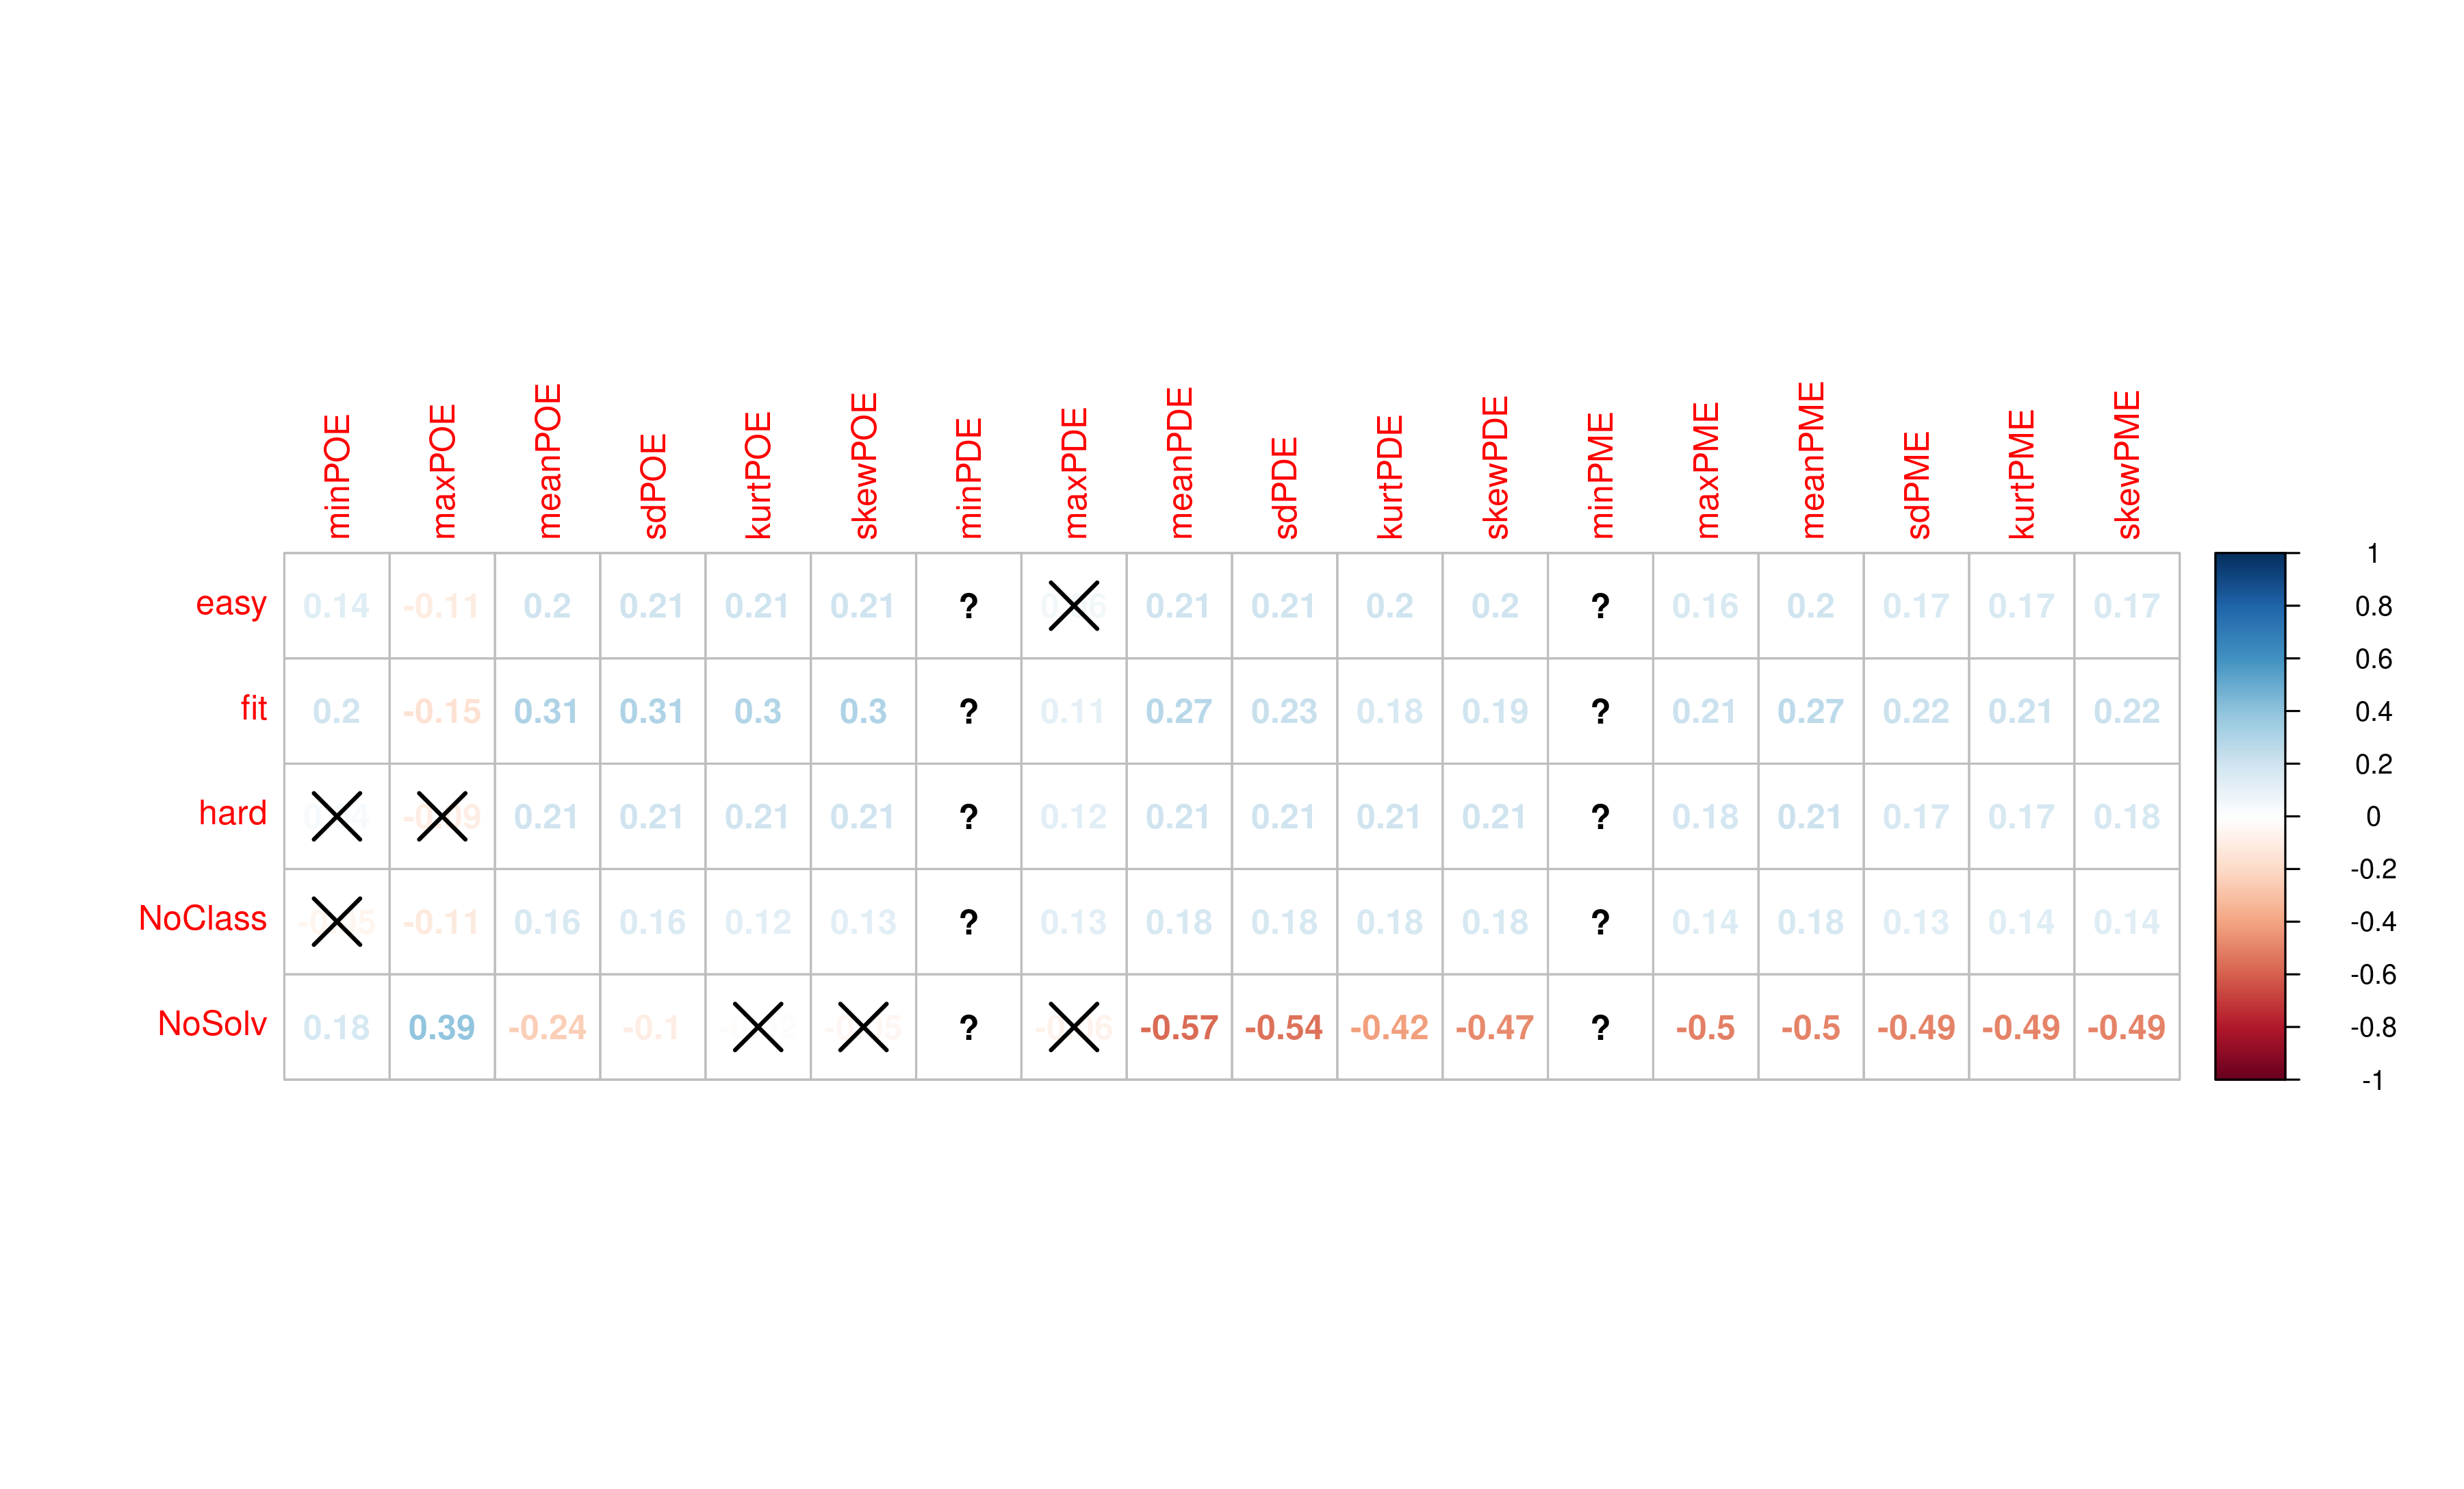 minPOE maxPOE meanPOE sdPOE kurtPOE skewPOE minPDE maxPDE meanPDE sdPDE kurtPDE skewPDE minPME maxPME meanPME sdPME kurtPME skewPME
easy 0.14 -0.11 0.2 0.21 0.21 0.21 ? 0.21 0.21 0.2 0.2 ? 0.16 0.2 0.17 0.17 0.17
fit 0.2 -0.15 0.31 0.31 0.3 0.3 ? 0.11 0.27 0.23 0.18 0.19 ? 0.21 0.27 0.22 0.21 0.22
hard 0.21 0.21 0.21 0.21 ? 0.12 0.21 0.21 0.21 0.21 ? 0.18 0.21 0.17 0.17 0.18
NoClass -0.11 0.16 0.16 0.12 0.13 ? 0.13 0.18 0.18 0.18 0.18 ? 0.14 0.18 0.13 0.14 0.14
NoSolv 0.18 0.39 -0.24 -0.1 ? -0.57 -0.54 -0.42 -0.47 ? -0.5 -0.5 -0.49 -0.49 -0.49
1
0.8
0.6
0.4
0.2
0
-0.2
-0.4
-0.6
-0.8
-1